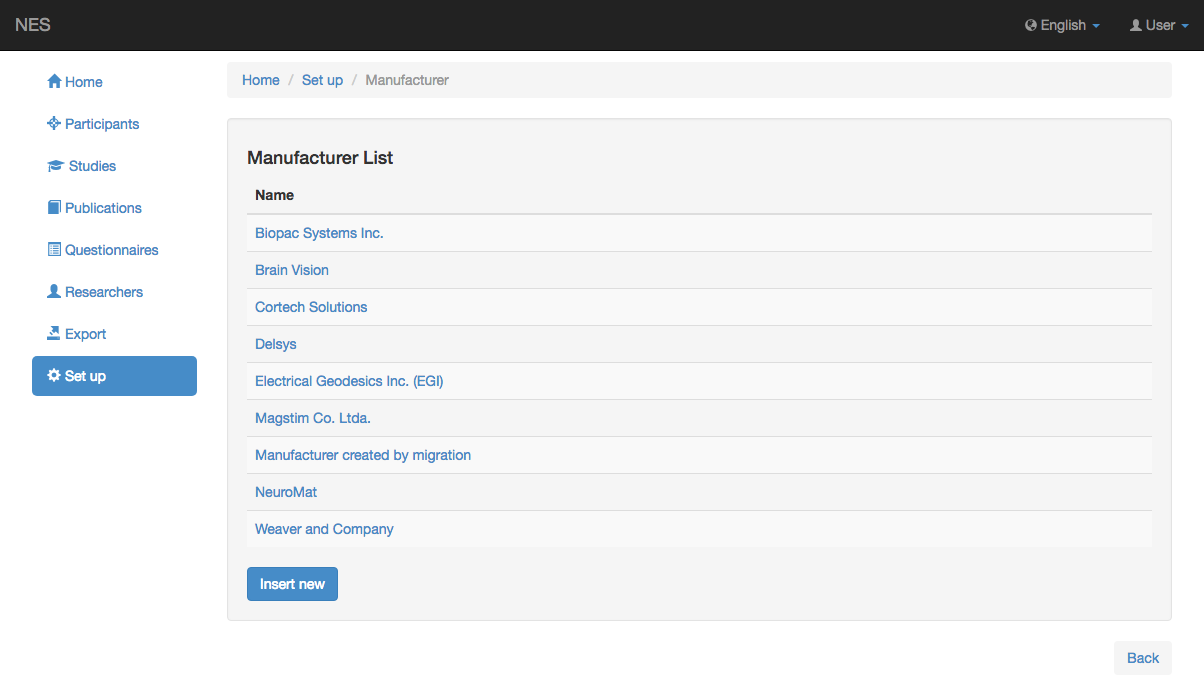 NES
English
User
Home
Participants
Studies
Publications
Questionnaires
Researchers
Export
Set up
Home / Set up / Manufacturer
Manufacturer List
Name
Biopac Systems Inc.
Brain Vision
Cortech Solutions
Delsys
Electrical Geodesics Inc. (EGI)
Magstim Co. Ltda.
Manufacturer created by migration
NeuroMat
Weaver and Company
Insert new
Back